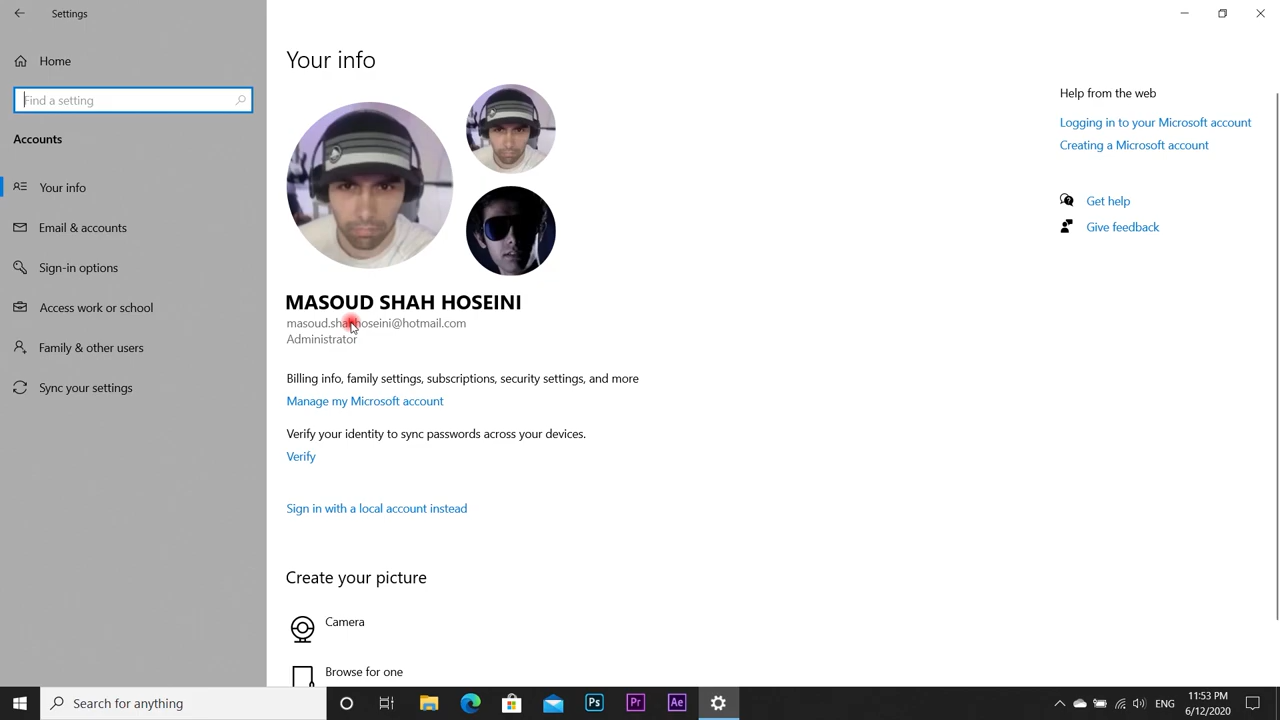 Settings
Home
Find a setting
Accounts
Your info
Email & accounts
Sign-in options
Access work or school
Family & other users
Sync your settings
Your info
MASOUD SHAH HOSEINI
masoud.shahhoseini@hotmail.com
Administrator
Billing info, family settings, subscriptions, security settings, and more
Manage my Microsoft account
Verify your identity to sync passwords across your devices.
Verify
Sign in with a local account instead
Create your picture
Camera
Browse for one
Help from the web
Logging in to your Microsoft account
Creating a Microsoft account
Get help
Give feedback
Search for anything
Ps
Pr
Ae
ENG
11:53 PM
6/12/2020